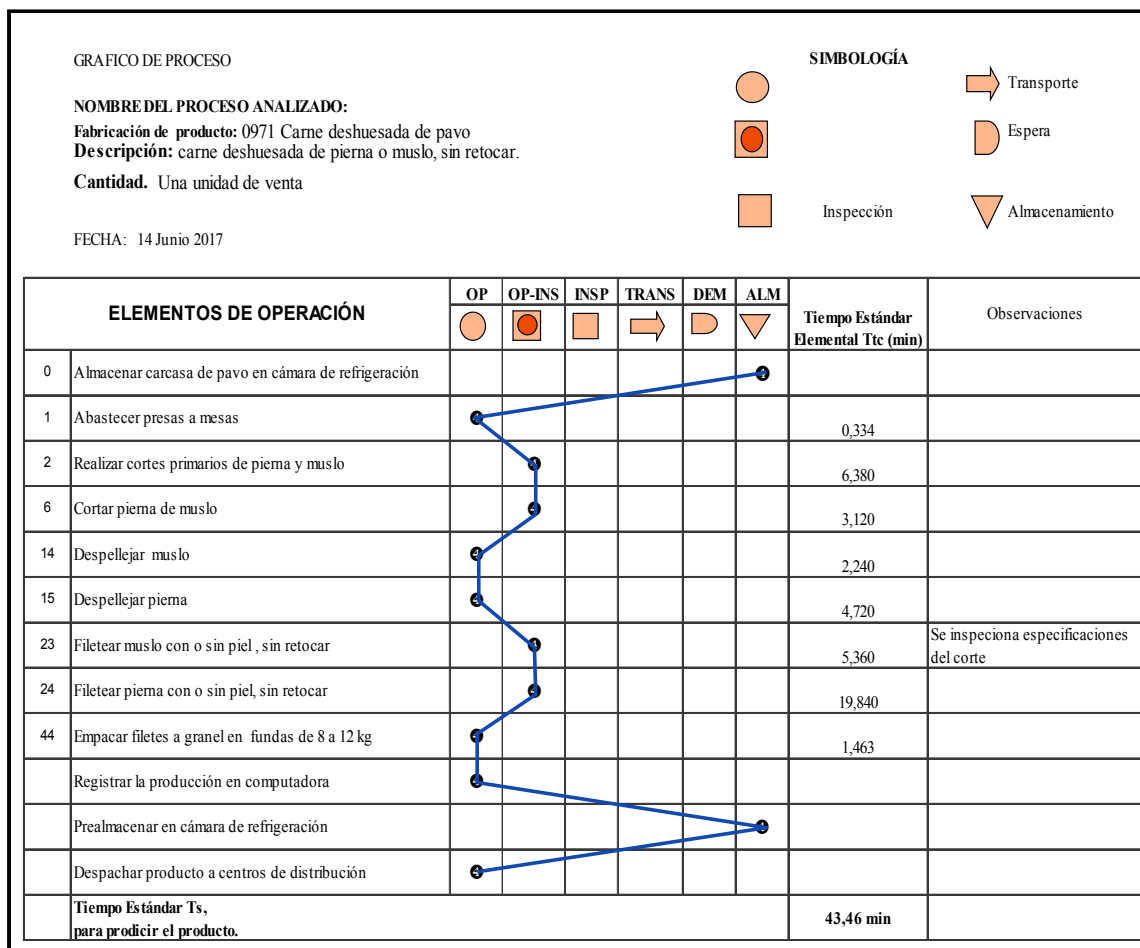 GRAFICO DE PROCESO
SIMBOLOGÍA
Transporte
NOMBRE DEL PROCESO ANALIZADO:
Fabricación de producto: 0971 Carne deshuesada de pavo
Espera
Descripción: carne deshuesada de pierna o muslo, sin retocar.
Cantidad. Una unidad de venta
Inspección
Almacenamiento
FECHA: 14 Junio 2017
ELEMENTOS DE OPERACIÓN
OP OP-INS INSP TRANS DEM ALM
Tiempo Estándar
Elemental Ttc (min)
Observaciones
0 Almacenar carcasa de pavo en cámara de refrigeración
1 Abastecer presas a mesas 0,334
2 Realizar cortes primarios de pierna y muslo 6,380
6 Cortar pierna de muslo 3,120
14 Despellejar muslo 2,240
15 Despellejar pierna 4,720
23 Filetear muslo con o sin piel , sin retocar 5,360 Se inspeciona especificaciones
del corte
24 Filetear pierna con o sin piel, sin retocar 19,840
44 Empacar filetes a granel en fundas de 8 a 12 kg 1,463
Registrar la producción en computadora
Prealmacenar en cámara de refrigeración
Despachar producto a centros de distribución
Tiempo Estándar Ts,
para prodicir el producto.
43,46 min